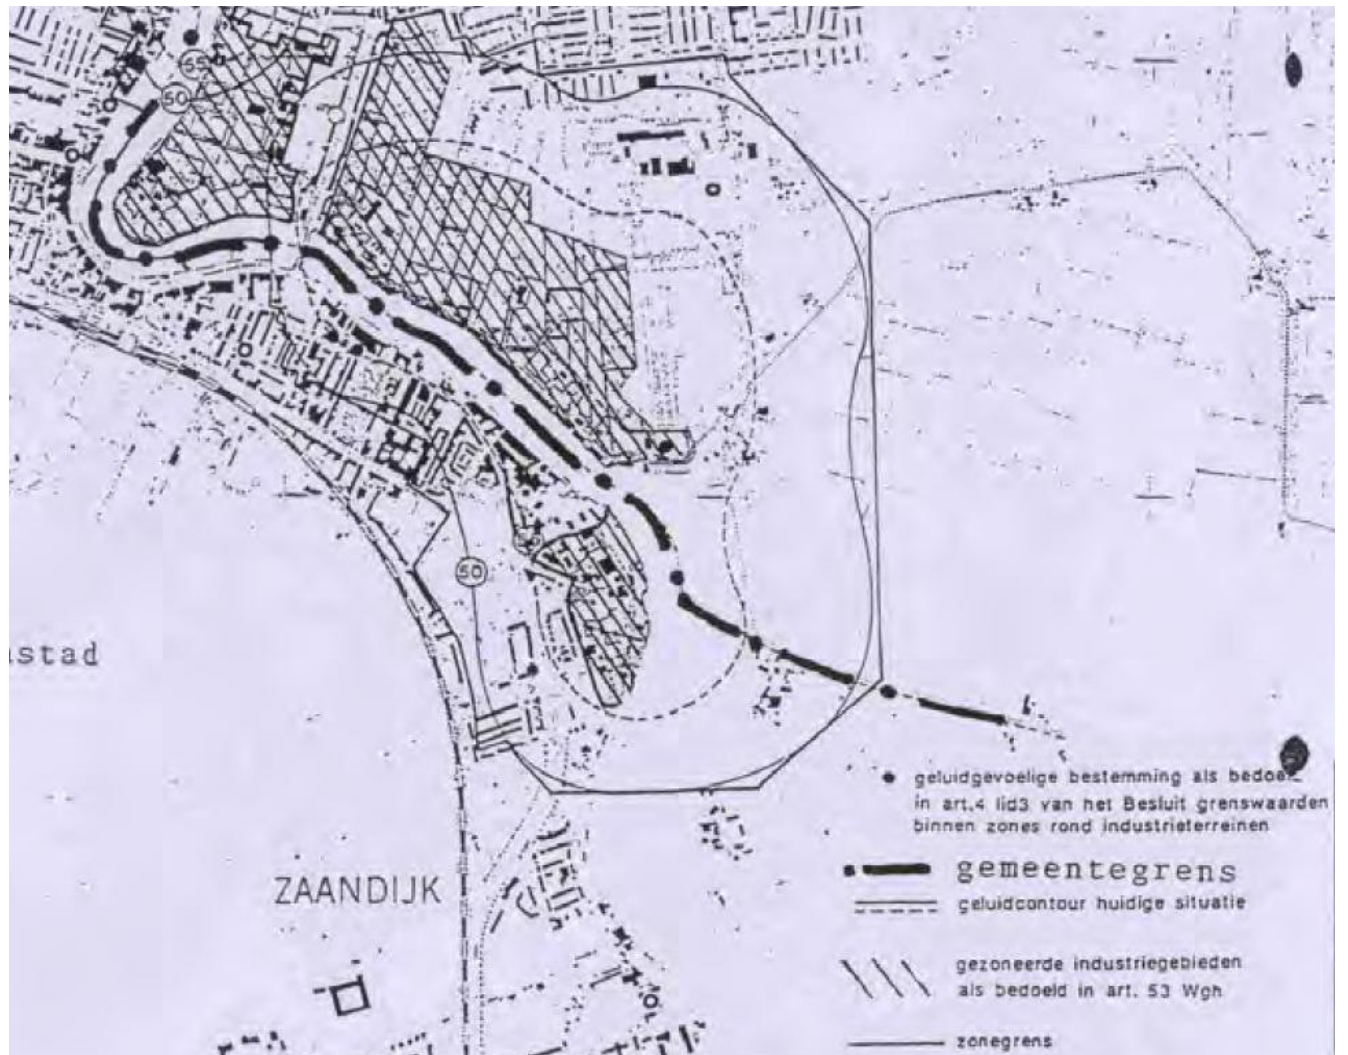 65
50
50
stad
ZAANDIJK
geluidgevoelige bestemming als
in art.4 lid3 van het Besluit grenswaarden
binnen zones rond industrieterreinen
gemeentegrens
geluidcontour huidige situatie
gezoneerde industriegebieden
als bedoeld in art. 53 Wgh
zonegrens